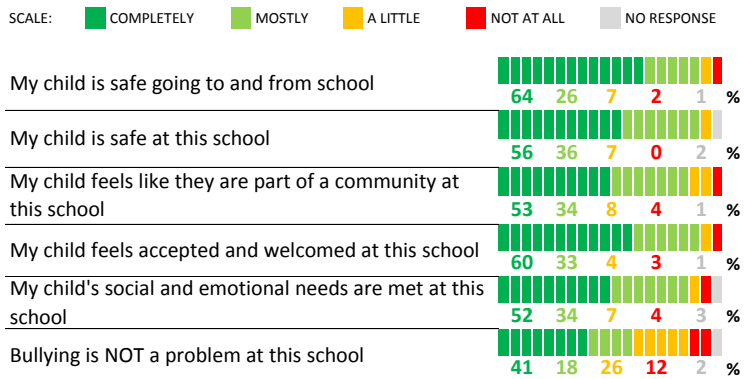 SCALE: COMPLETELY MOSTLY A LITTLE NOT AT ALL NO RESPONSE
My child is safe going to and from school
64 26 7 2 1 %
My child is safe at this school
56 36 7 0 2 %
My child feels like they are part of a community at
this school
53 34 8 4 1 %
My child feels accepted and welcomed at this school
60 33 4 3 1 %
My child's social and emotional needs are met at this
school
52 34 7 4 3 %
Bullying is NOT a problem at this school
41 18 26 12 2 %